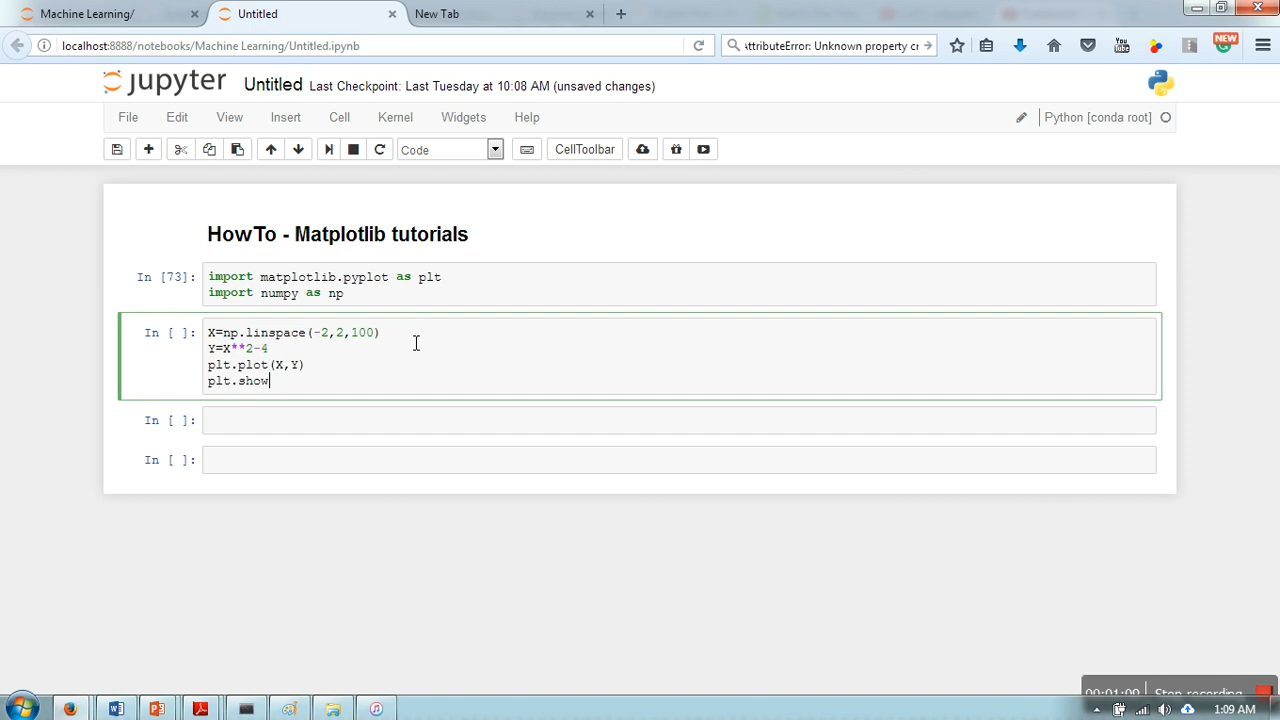 Machine Learning/
Untitled
New Tab
localhost:8888/notebooks/Machine Learning/Untitled.ipynb
ttributeError: Unknown property cr
You Tube
NEW
jupyter Untitled Last Checkpoint: Last Tuesday at 10:08 AM (unsaved changes)
File Edit View Insert Cell Kernel Widgets Help
Python [conda root]
Code
CellToolbar
HowTo - Matplotlib tutorials
In [73]:
import matplotlib.pyplot as plt
import numpy as np
In [ ]:
X=np.linspace(-2,2,100)
Y=X**2-4
plt.plot(X,Y)
plt.show
In [ ]:
In [ ]:
Stop recording
1:09 AM